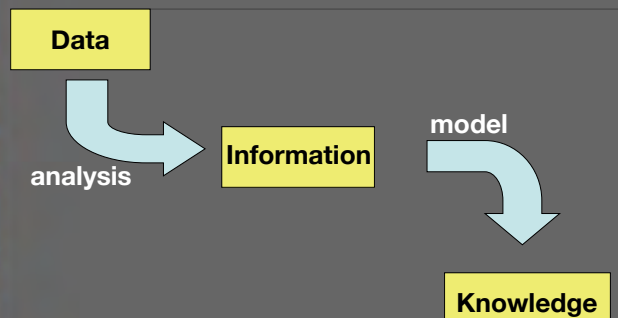 Data
analysis
Information
model
Knowledge